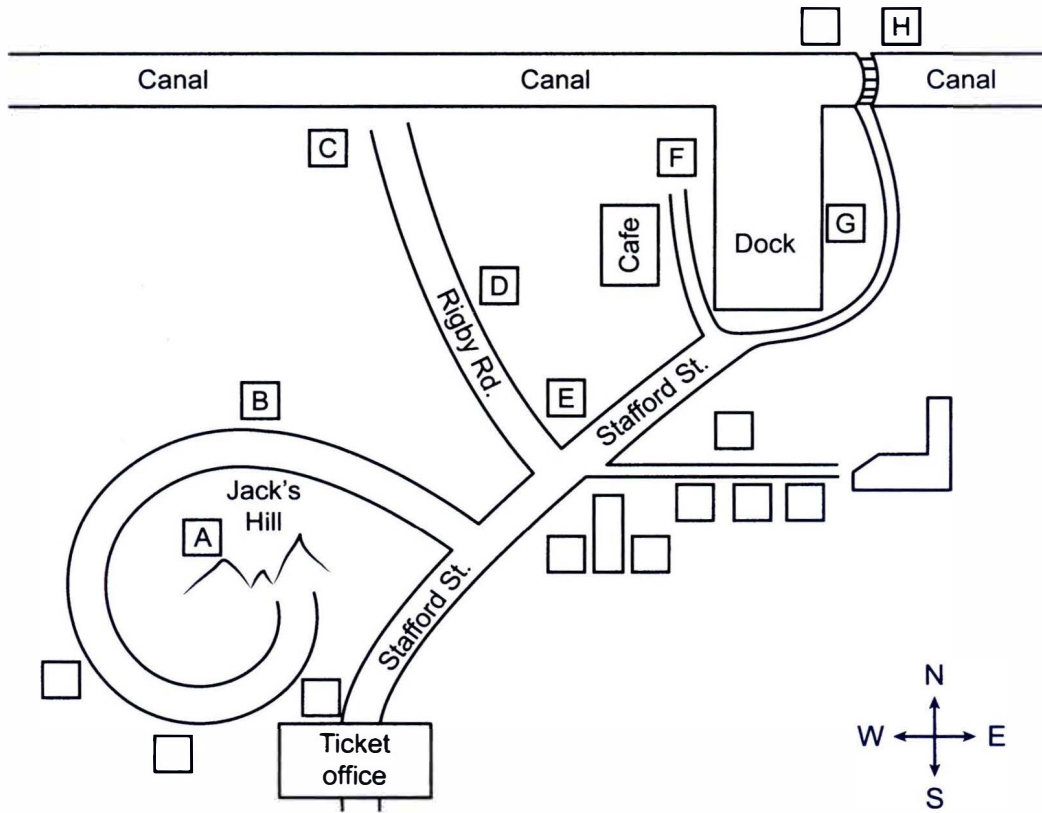 H
Canal
Canal
Canal
C
F
G
Cafe
Dock
D
Rigby Rd.
E
Stafford St.
B
Jack's
Hill
A
Stafford St.
N
W
E
S
Ticket
office